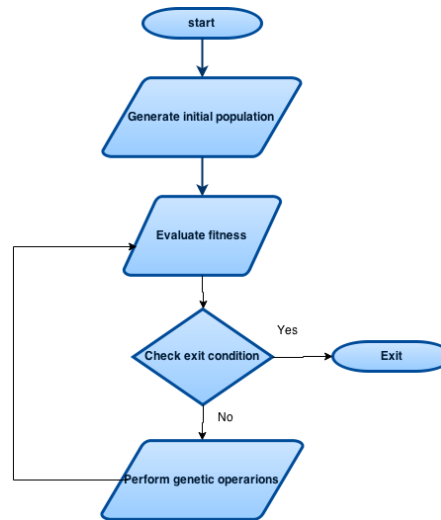 start
Generate initial population
Evaluate fitness
Check exit condition
Yes
Exit
No
Perform genetic operarions